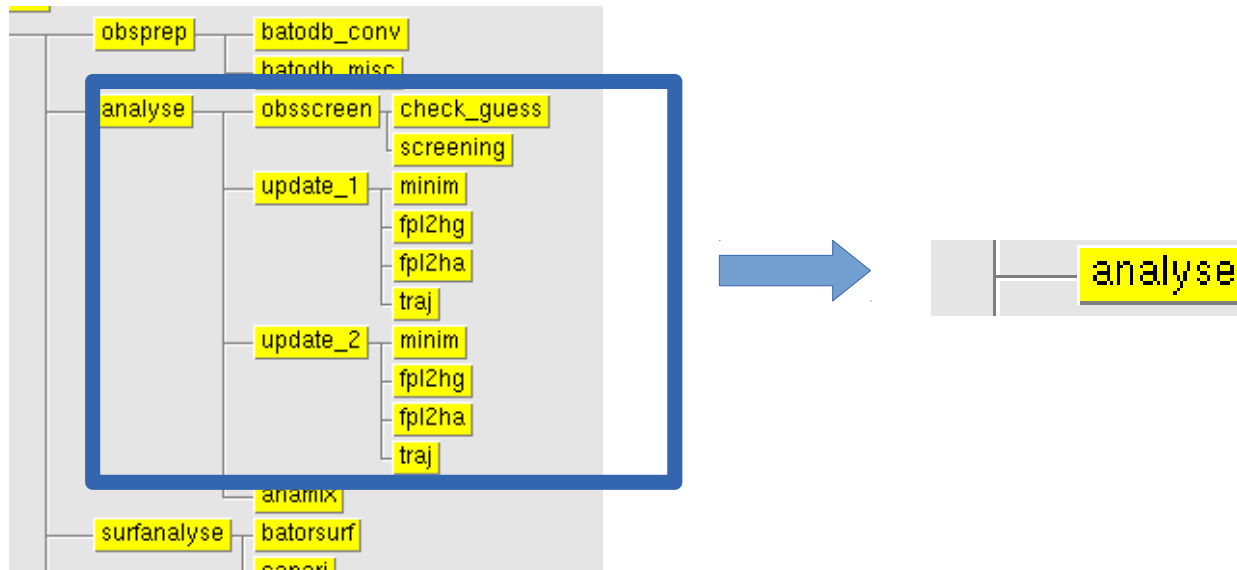 obsprep batodb_conv
batodb_misc
analyse obsscreen check_guess
screening
update_1 minim
fpl2hg
fpl2ha
traj
update_2 minim
fpl2hg
fpl2ha
traj
anamix
surfanalyse batorsurf
analyse